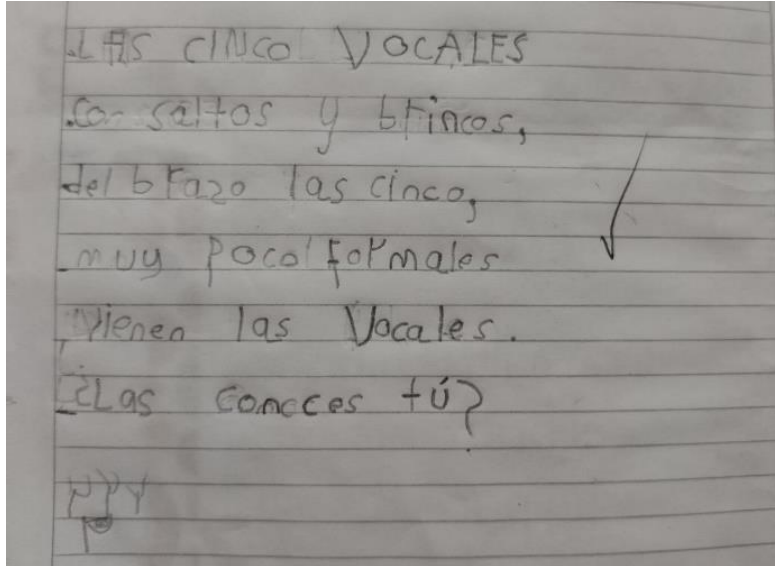 LAS CINCO VOCALES
Con saltos y brincos,
del brazo las cinco,
muy poco formales
vienen las Vocales.
¿Las conoces tú?